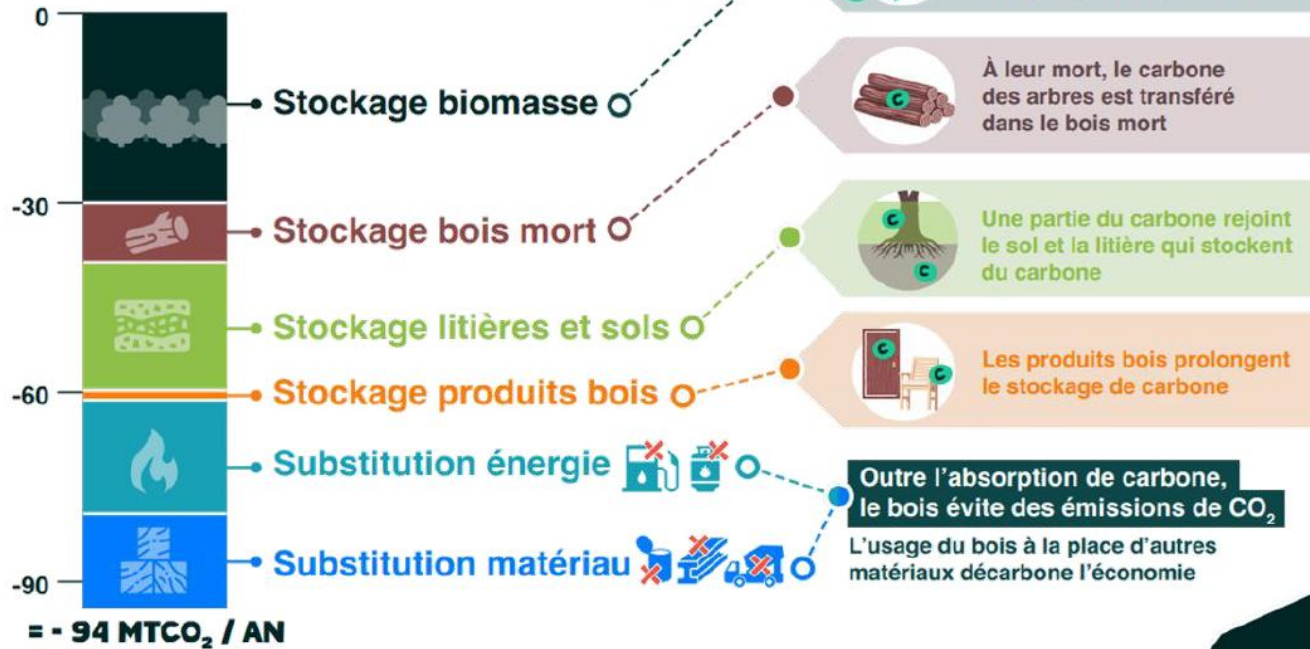 0
-30
-60
-90
= - 94 MTCO₂ / AN
Stockage biomasse
Stockage bois mort
Stockage litières et sols
Stockage produits bois
Substitution énergie
Substitution matériau
À leur mort, le carbone
des arbres est transféré
dans le bois mort
C
Une partie du carbone rejoint
le sol et la litière qui stockent
du carbone
C
C
Les produits bois prolongent
le stockage de carbone
C
C
Outre l'absorption de carbone,
le bois évite des émissions de CO₂
L'usage du bois à la place d'autres
matériaux décarbone l'économie